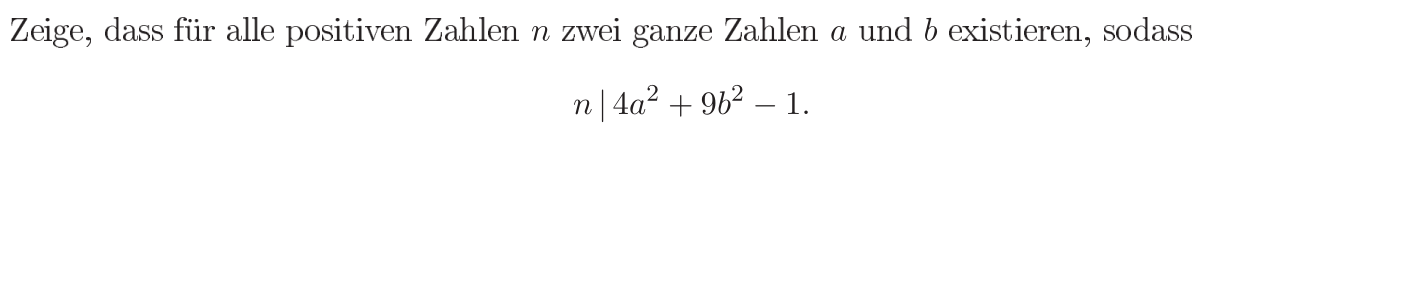 Zeige, dass für alle positiven Zahlen n zwei ganze Zahlen a und b existieren, sodass
n | 4a² + 9b² − 1.